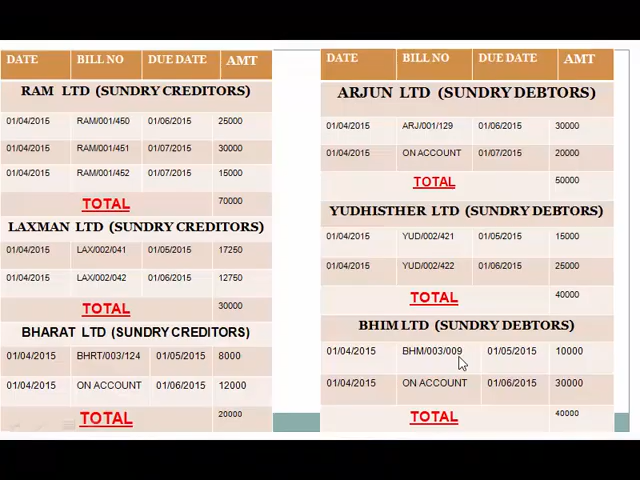 DATE BILL NO DUE DATE AMT
RAM LTD (SUNDRY CREDITORS)
01/04/2015 RAM/001/450 01/06/2015 25000
01/04/2015 RAM/001/451 01/07/2015 30000
01/04/2015 RAM/001/452 01/07/2015 15000
TOTAL 70000
LAXMAN LTD (SUNDRY CREDITORS)
01/04/2015 LAX/002/041 01/05/2015 17250
01/04/2015 LAX/002/042 01/06/2015 12750
TOTAL 30000
BHARAT LTD (SUNDRY CREDITORS)
01/04/2015 BHRT/003/124 01/05/2015 8000
01/04/2015 ON ACCOUNT 01/06/2015 12000
TOTAL 20000
DATE BILL NO DUE DATE AMT
ARJUN LTD (SUNDRY DEBTORS)
01/04/2015 ARJ/001/129 01/06/2015 30000
01/04/2015 ON ACCOUNT 01/07/2015 20000
TOTAL 50000
YUDHISTHER LTD (SUNDRY DEBTORS)
01/04/2015 YUD/002/421 01/05/2015 15000
01/04/2015 YUD/002/422 01/06/2015 25000
TOTAL 40000
BHIM LTD (SUNDRY DEBTORS)
01/04/2015 BHM/003/009 01/05/2015 10000
01/04/2015 ON ACCOUNT 01/06/2015 30000
TOTAL 40000